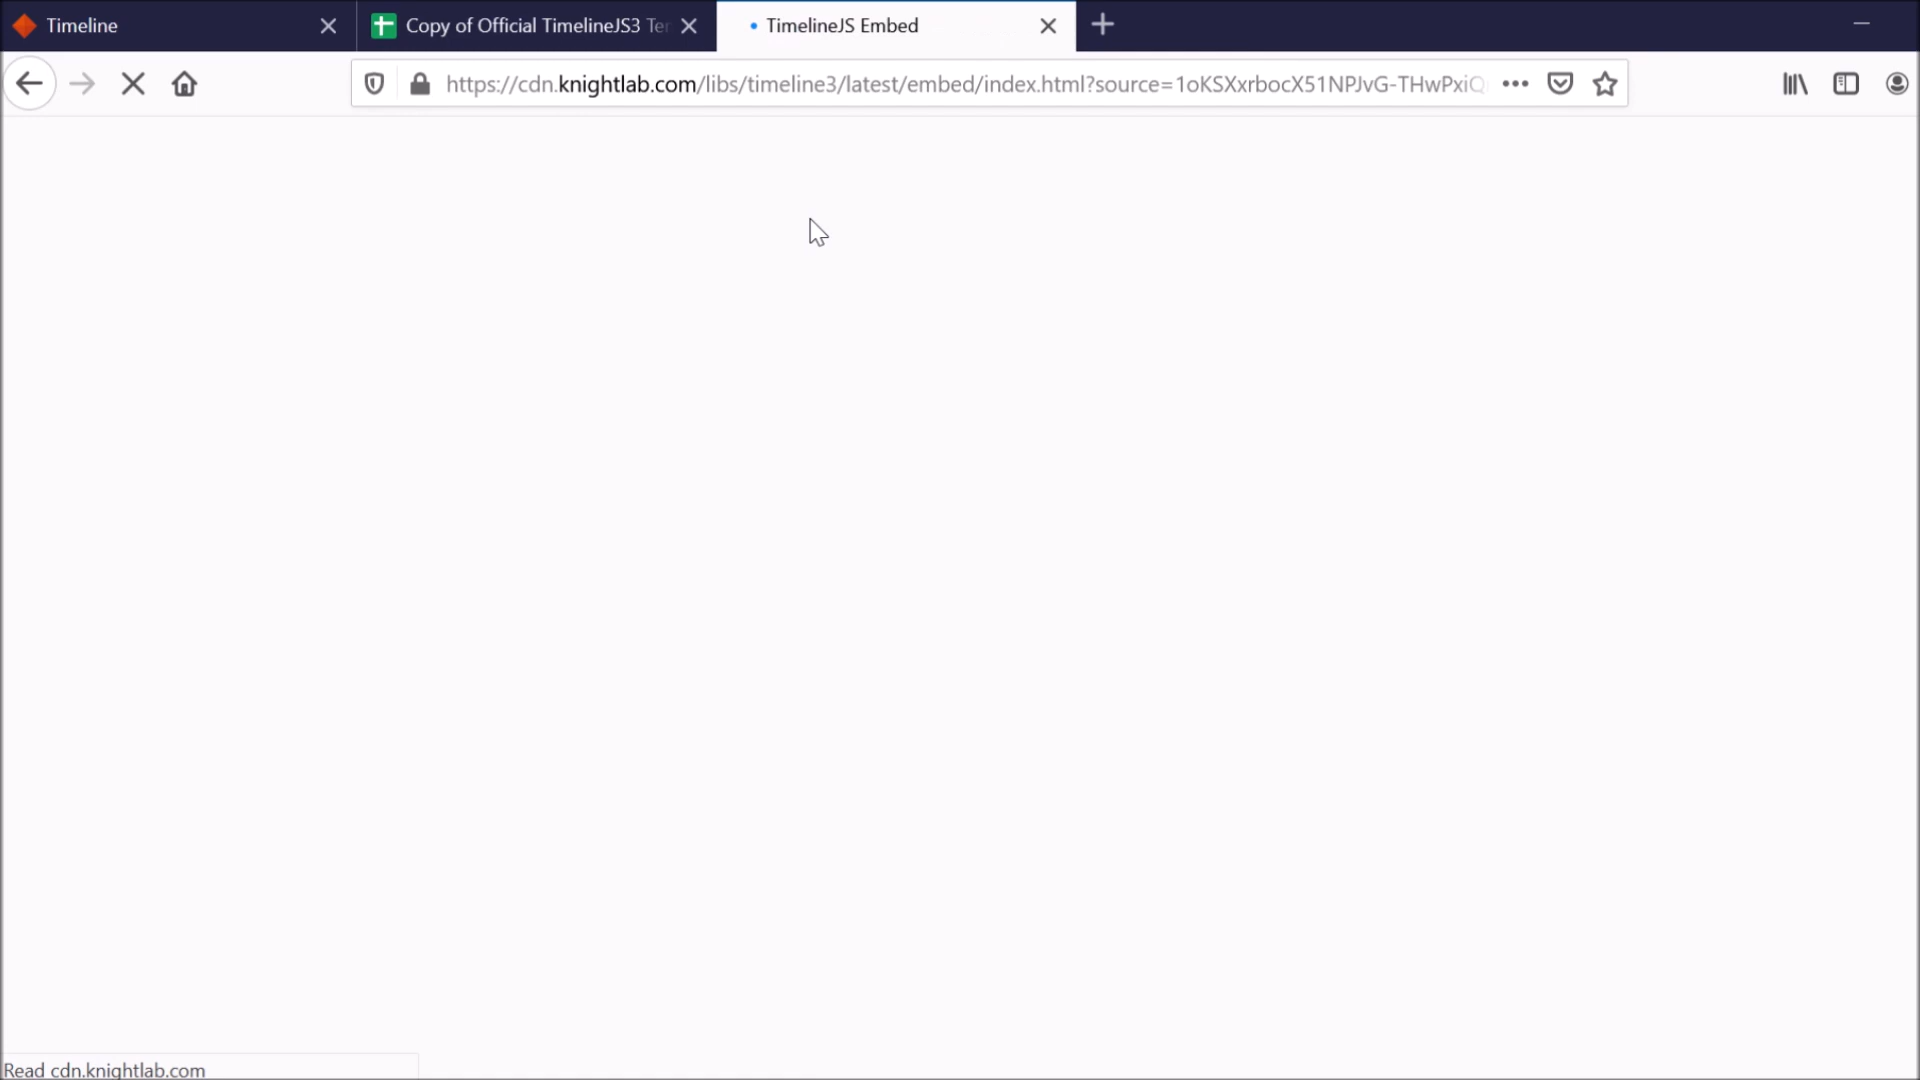 Timeline
Copy of Official TimelineJS3 Te
TimelineJS Embed
https://cdn.knightlab.com/libs/timeline3/latest/embed/index.html?source=1oKSXxrbocX51NPJvG-THwPxiQ
Read cdn.knightlab.com